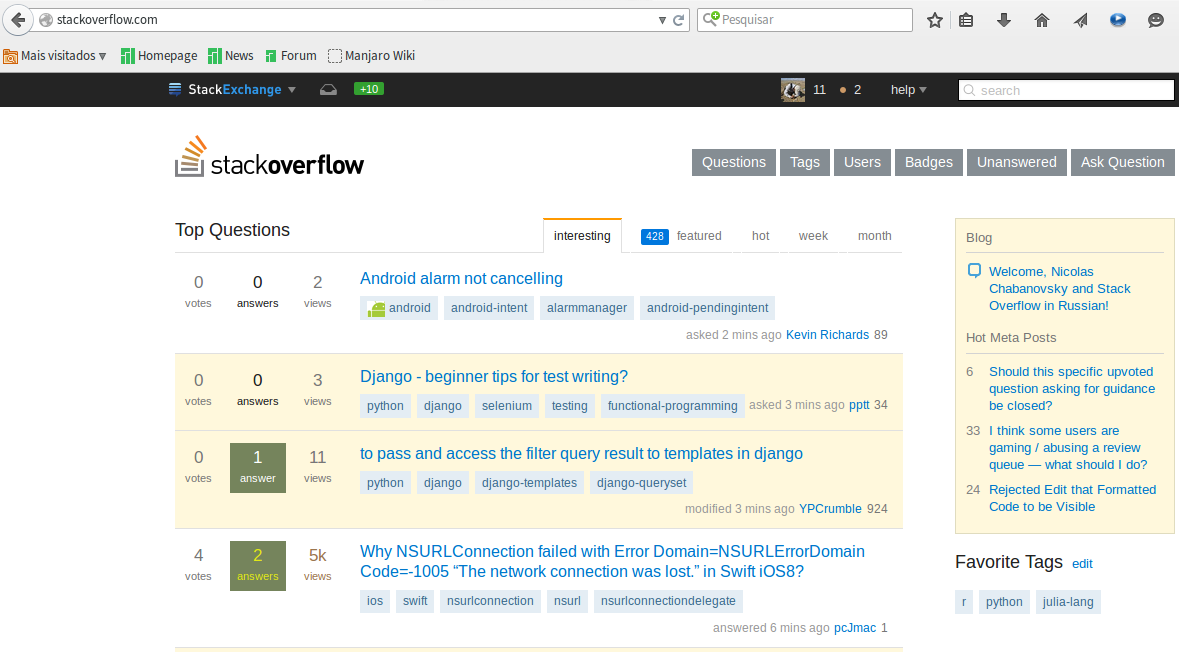 stackoverflow.com
Pesquisar
Mais visitados
Homepage
News
Forum
Manjaro Wiki
StackExchange
+10
11
2
help
search
stackoverflow
Questions
Tags
Users
Badges
Unanswered
Ask Question
Top Questions
interesting
428 featured
hot
week
month
0 votes
0 answers
2 views
Android alarm not cancelling
android android-intent alarmmanager android-pendingintent
asked 2 mins ago Kevin Richards 89
0 votes
0 answers
3 views
Django - beginner tips for test writing?
python django selenium testing functional-programming asked 3 mins ago pptt 34
0 votes
1 answer
11 views
to pass and access the filter query result to templates in django
python django django-templates django-queryset
modified 3 mins ago YPCrumble 924
4 votes
2 answers
5k views
Why NSURLConnection failed with Error Domain=NSURLErrorDomain
Code=-1005 “The network connection was lost.” in Swift iOS8?
ios swift nsurlconnection nsurl nsurlconnectiondelegate
answered 6 mins ago pcJmac 1
Blog
Welcome, Nicolas
Chabanovsky and Stack
Overflow in Russian!
Hot Meta Posts
6 Should this specific upvoted
question asking for guidance
be closed?
33 I think some users are
gaming / abusing a review
queue — what should I do?
24 Rejected Edit that Formatted
Code to be Visible
Favorite Tags edit
r python julia-lang